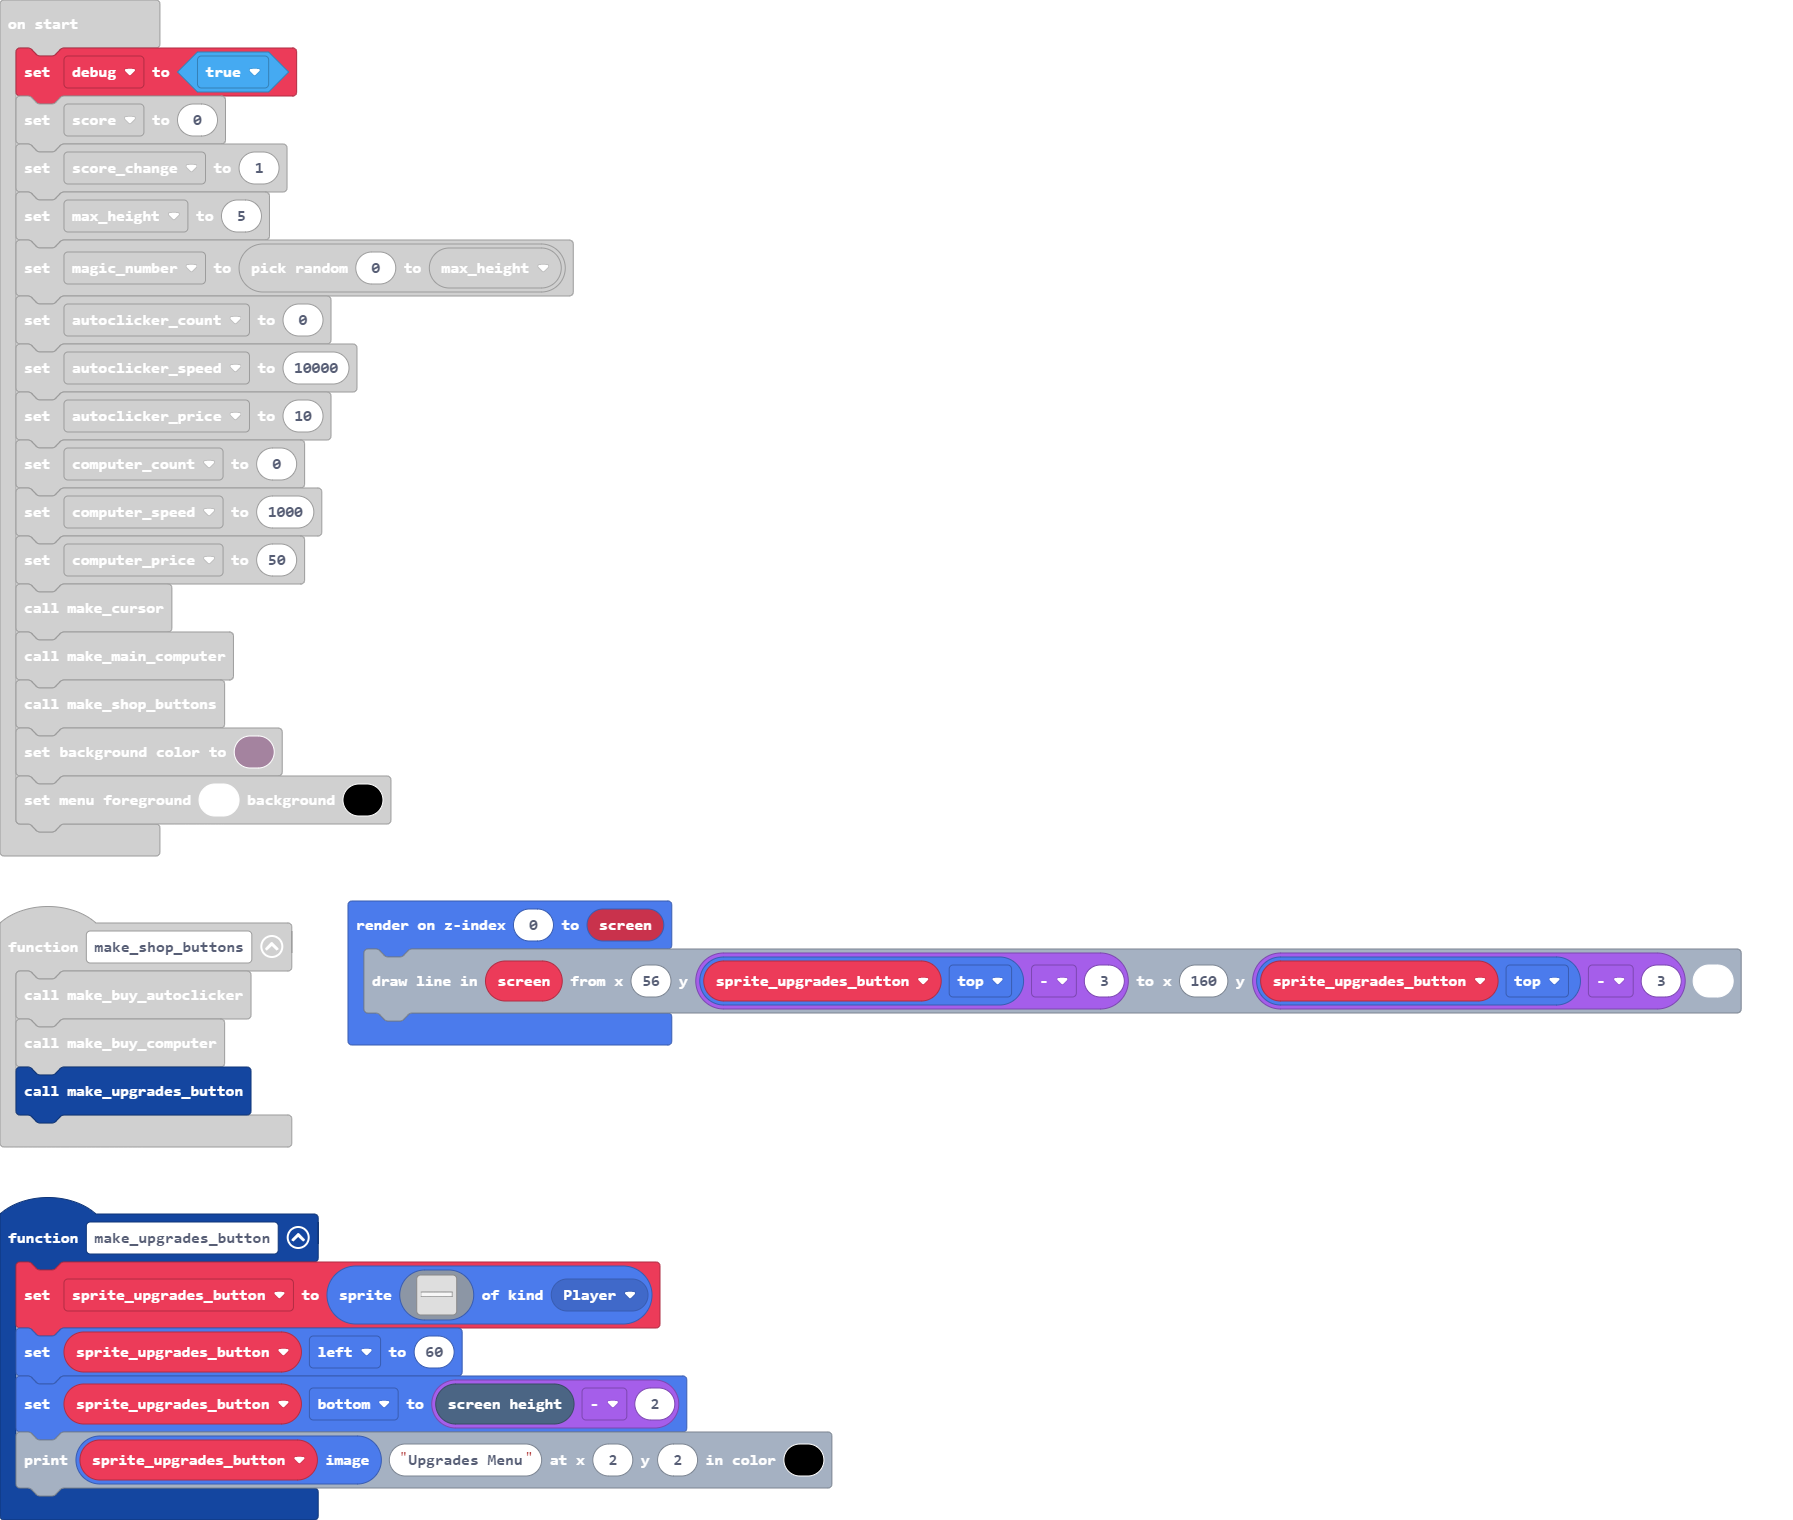 on start
set debug to true
set score to 0
set score_change to 1
set max_height to 5
set magic_number to pick random 0 to max_height
set autoclicker_count to 0
set autoclicker_speed to 10000
set autoclicker_price to 10
set computer_count to 0
set computer_speed to 1000
set computer_price to 50
call make_cursor
call make_main_computer
call make_shop_buttons
set background color to
set menu foreground background
function make_shop_buttons
call make_buy_autoclicker
call make_buy_computer
call make_upgrades_button
render on z-index 0 to screen
draw line in screen from x 56 y sprite_upgrades_button top - 3 to x 160 y sprite_upgrades_button top - 3
function make_upgrades_button
set sprite_upgrades_button to sprite of kind Player
set sprite_upgrades_button left to 60
set sprite_upgrades_button bottom to screen height - 2
print sprite_upgrades_button image "Upgrades Menu" at x 2 y 2 in color